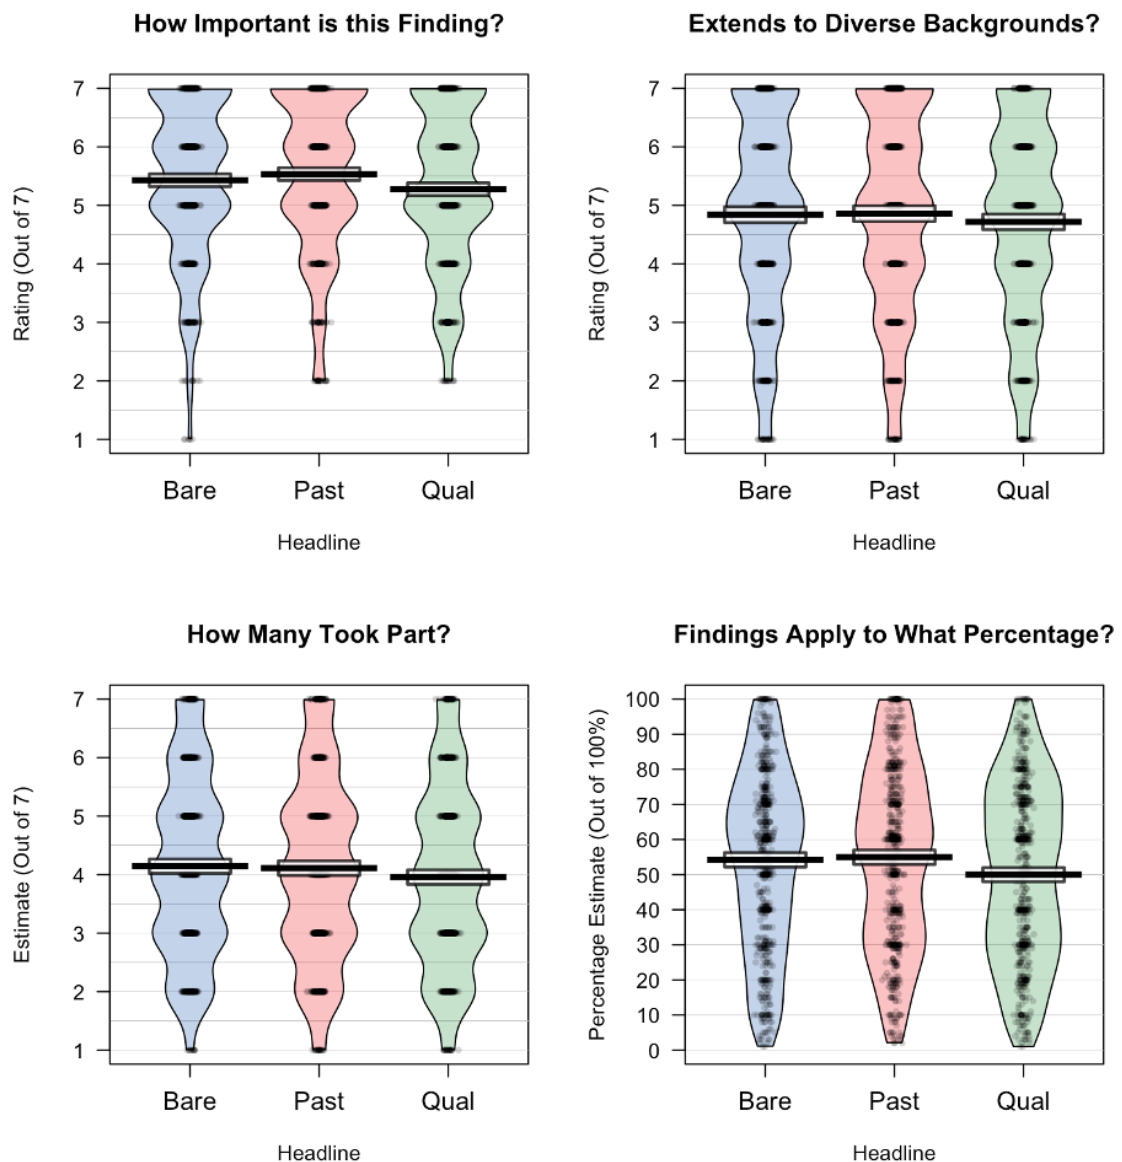 How Important is this Finding?
Rating (Out of 7)
7
6
5
4
3
2
1
Bare Past Qual
Headline
Extends to Diverse Backgrounds?
Rating (Out of 7)
7
6
5
4
3
2
1
Bare Past Qual
Headline
How Many Took Part?
Estimate (Out of 7)
7
6
5
4
3
2
1
Bare Past Qual
Headline
Findings Apply to What Percentage?
Percentage Estimate (Out of 100%)
100
90
80
70
60
50
40
30
20
10
0
Bare Past Qual
Headline